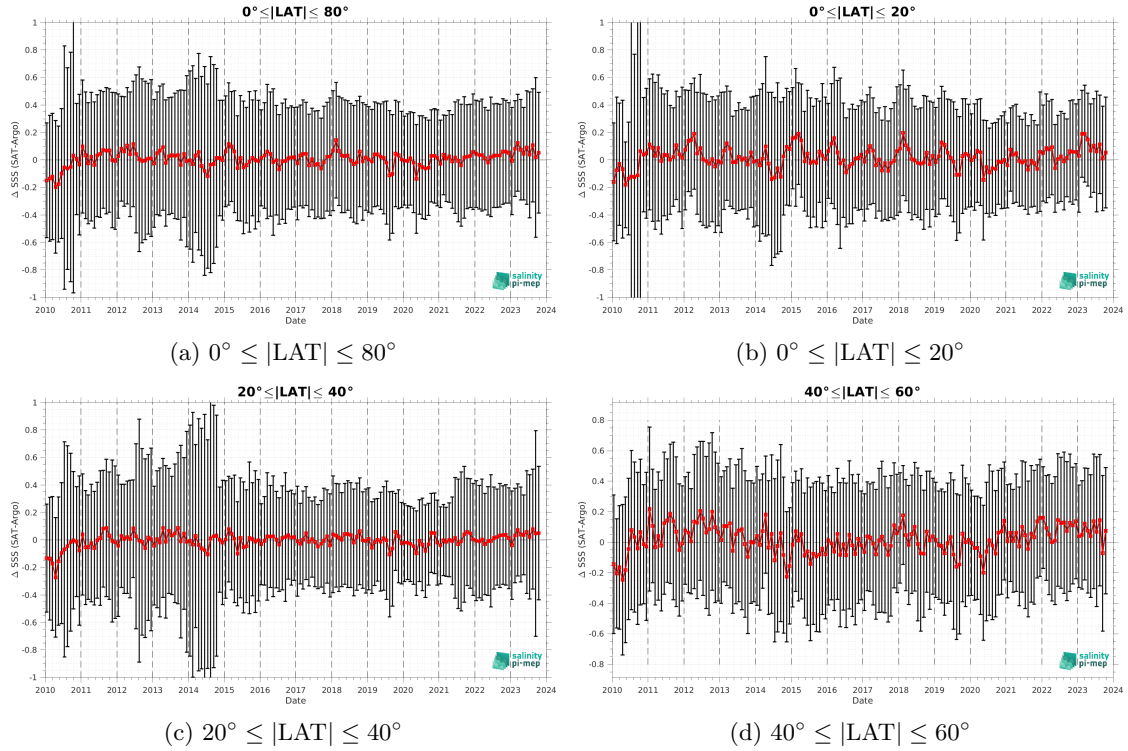 0°≤|LAT|≤ 80°
1
0.8
0.6
0.4
0.2
0
-0.2
-0.4
-0.6
-0.8
-1
Δ SSS (SAT-Argo)
salinity
pi-mep
2010 2011 2012 2013 2014 2015 2016 2017 2018 2019 2020 2021 2022 2023 2024
Date
(a) 0° ≤ |LAT| ≤ 80°
0°≤|LAT|≤ 20°
1
0.8
0.6
0.4
0.2
0
-0.2
-0.4
-0.6
-0.8
-1
Δ SSS (SAT-Argo)
salinity
pi-mep
2010 2011 2012 2013 2014 2015 2016 2017 2018 2019 2020 2021 2022 2023 2024
Date
(b) 0° ≤ |LAT| ≤ 20°
20°≤|LAT|≤ 40°
1
0.8
0.6
0.4
0.2
0
-0.2
-0.4
-0.6
-0.8
-1
Δ SSS (SAT-Argo)
salinity
pi-mep
2010 2011 2012 2013 2014 2015 2016 2017 2018 2019 2020 2021 2022 2023 2024
Date
(c) 20° ≤ |LAT| ≤ 40°
40°≤|LAT|≤ 60°
0.8
0.6
0.4
0.2
0
-0.2
-0.4
-0.6
-0.8
Δ SSS (SAT-Argo)
salinity
pi-mep
2010 2011 2012 2013 2014 2015 2016 2017 2018 2019 2020 2021 2022 2023 2024
Date
(d) 40° ≤ |LAT| ≤ 60°